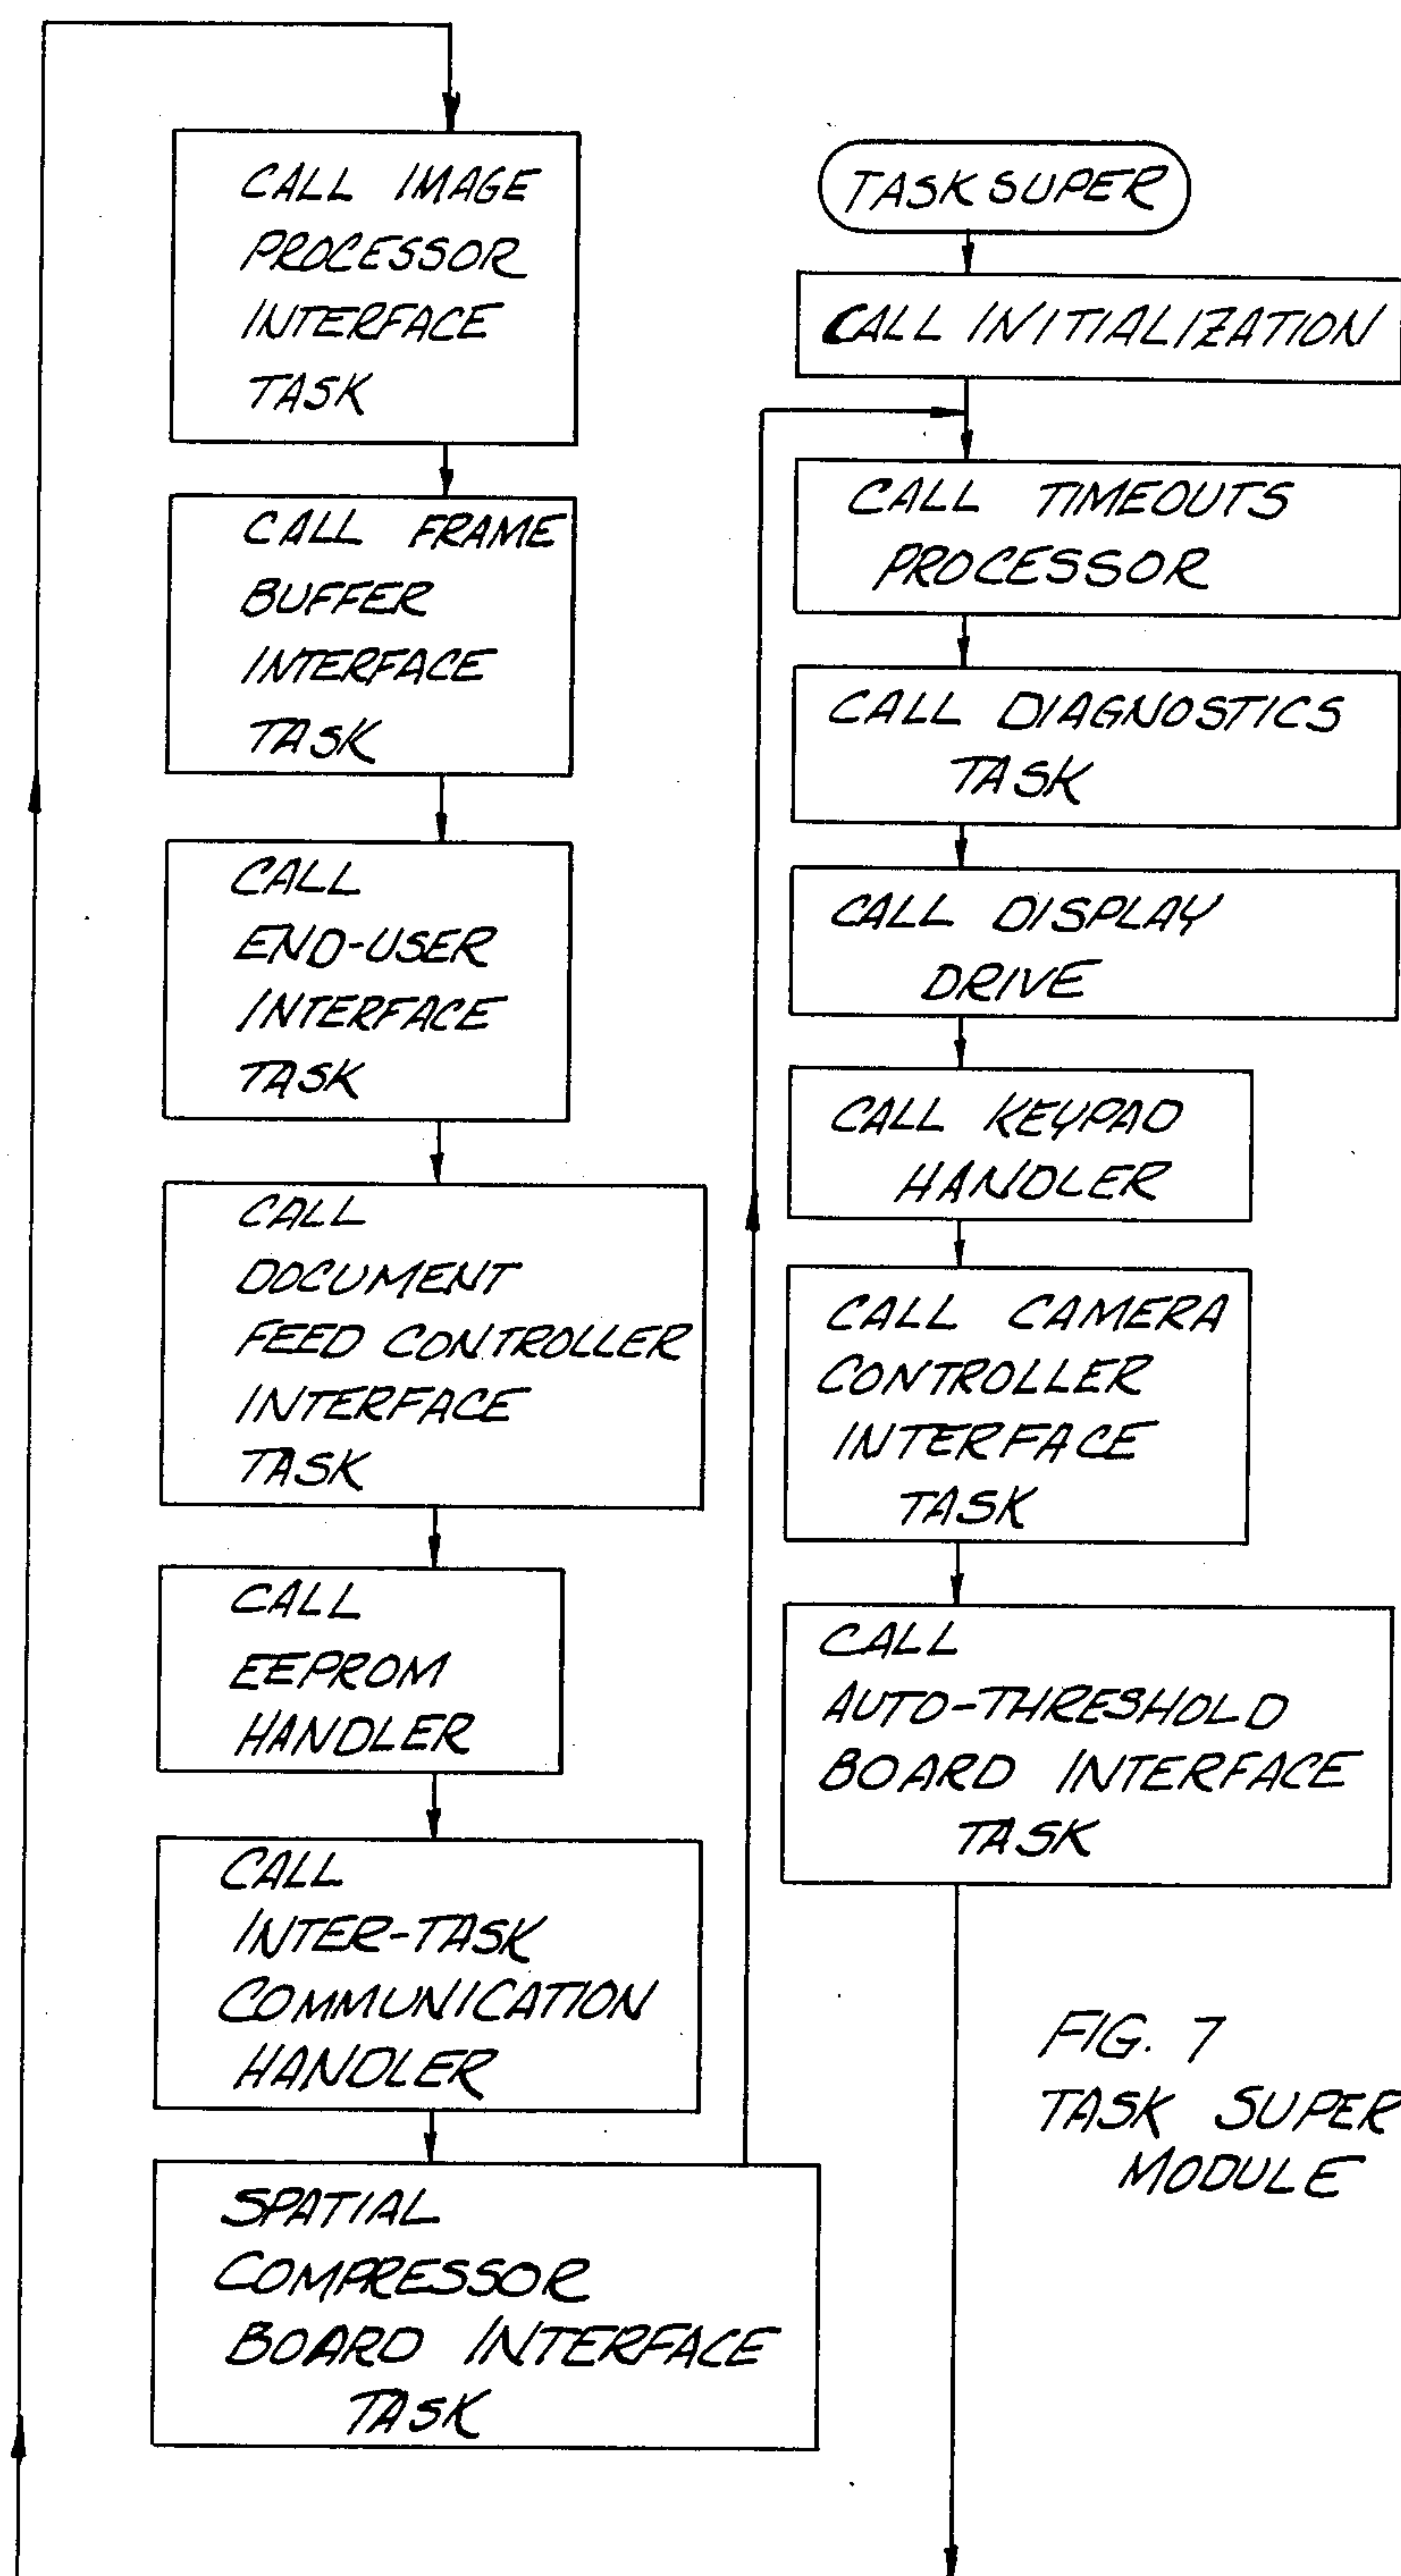 CALL IMAGE
PROCESSOR
INTERFACE
TASK
CALL FRAME
BUFFER
INTERFACE
TASK
CALL
END-USER
INTERFACE
TASK
CALL
DOCUMENT
FEED CONTROLLER
INTERFACE
TASK
CALL
EEPROM
HANDLER
CALL
INTER-TASK
COMMUNICATION
HANDLER
SPATIAL
COMPRESSOR
BOARD INTERFACE
TASK
TASK SUPER
CALL INITIALIZATION
CALL TIMEOUTS
PROCESSOR
CALL DIAGNOSTICS
TASK
CALL DISPLAY
DRIVE
CALL KEYPAD
HANDLER
CALL CAMERA
CONTROLLER
INTERFACE
TASK
CALL
AUTO-THRESHOLD
BOARD INTERFACE
TASK
FIG. 7
TASK SUPER
MODULE